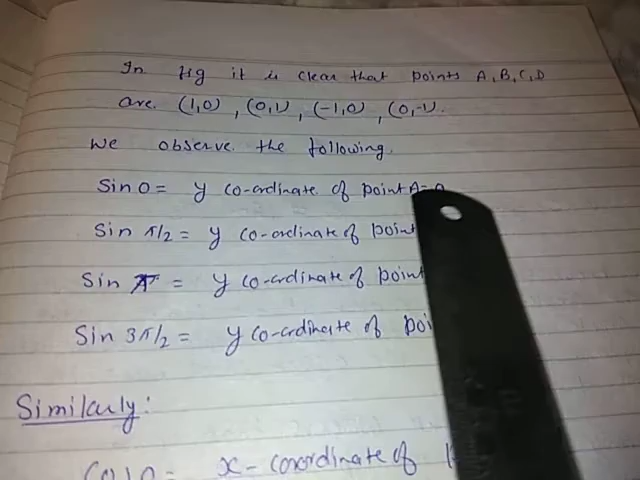 In fig it is clear that points A, B, C, D
are (1,0), (0,1), (-1,0), (0,-1).
We observe the following.
Sin 0 = y co-ordinate of point A =
Sin π/2 = y co-ordinate of point
Sin π = y co-ordinate of point
Sin 3π/2 = y co-ordinate of poi
Similarly:
Cos 0 = x - coordinate of